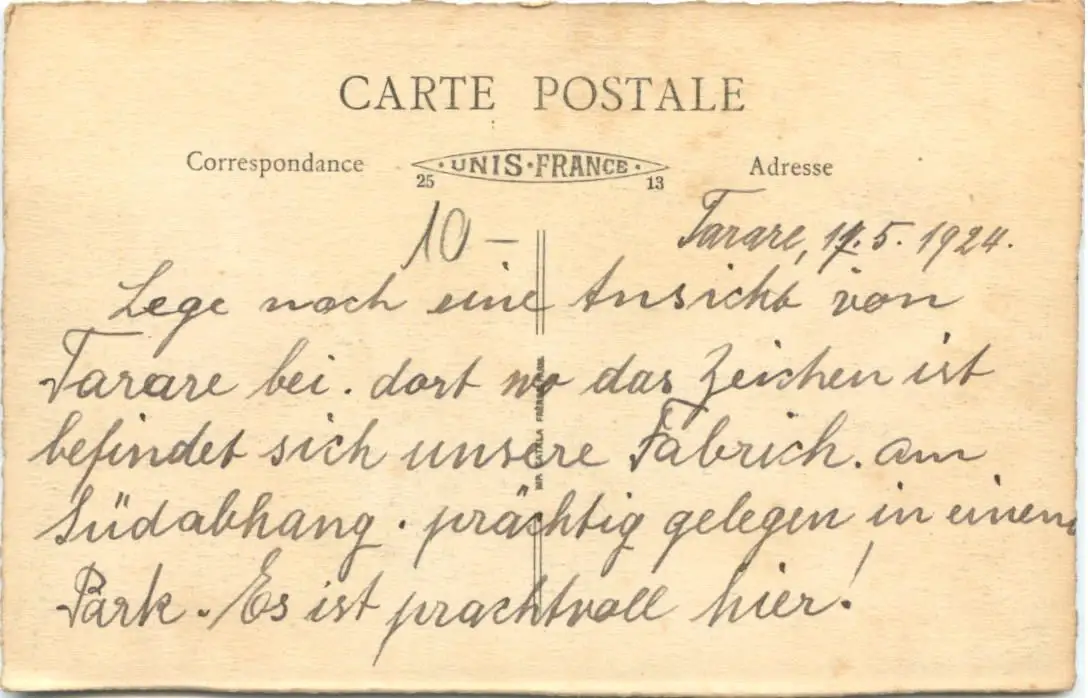 CARTE POSTALE
Correspondance
·UNIS·FRANCE·
Adresse
25
13
10 –
Tarare, 11.5.1924.
Lege noch eine Ansicht von
Tarare bei. dort wo das Zeichen ist
befindet sich unsere Fabrich. am
Südabhang. prächtig gelegen in einem
Park. Es ist prachtvoll hier!